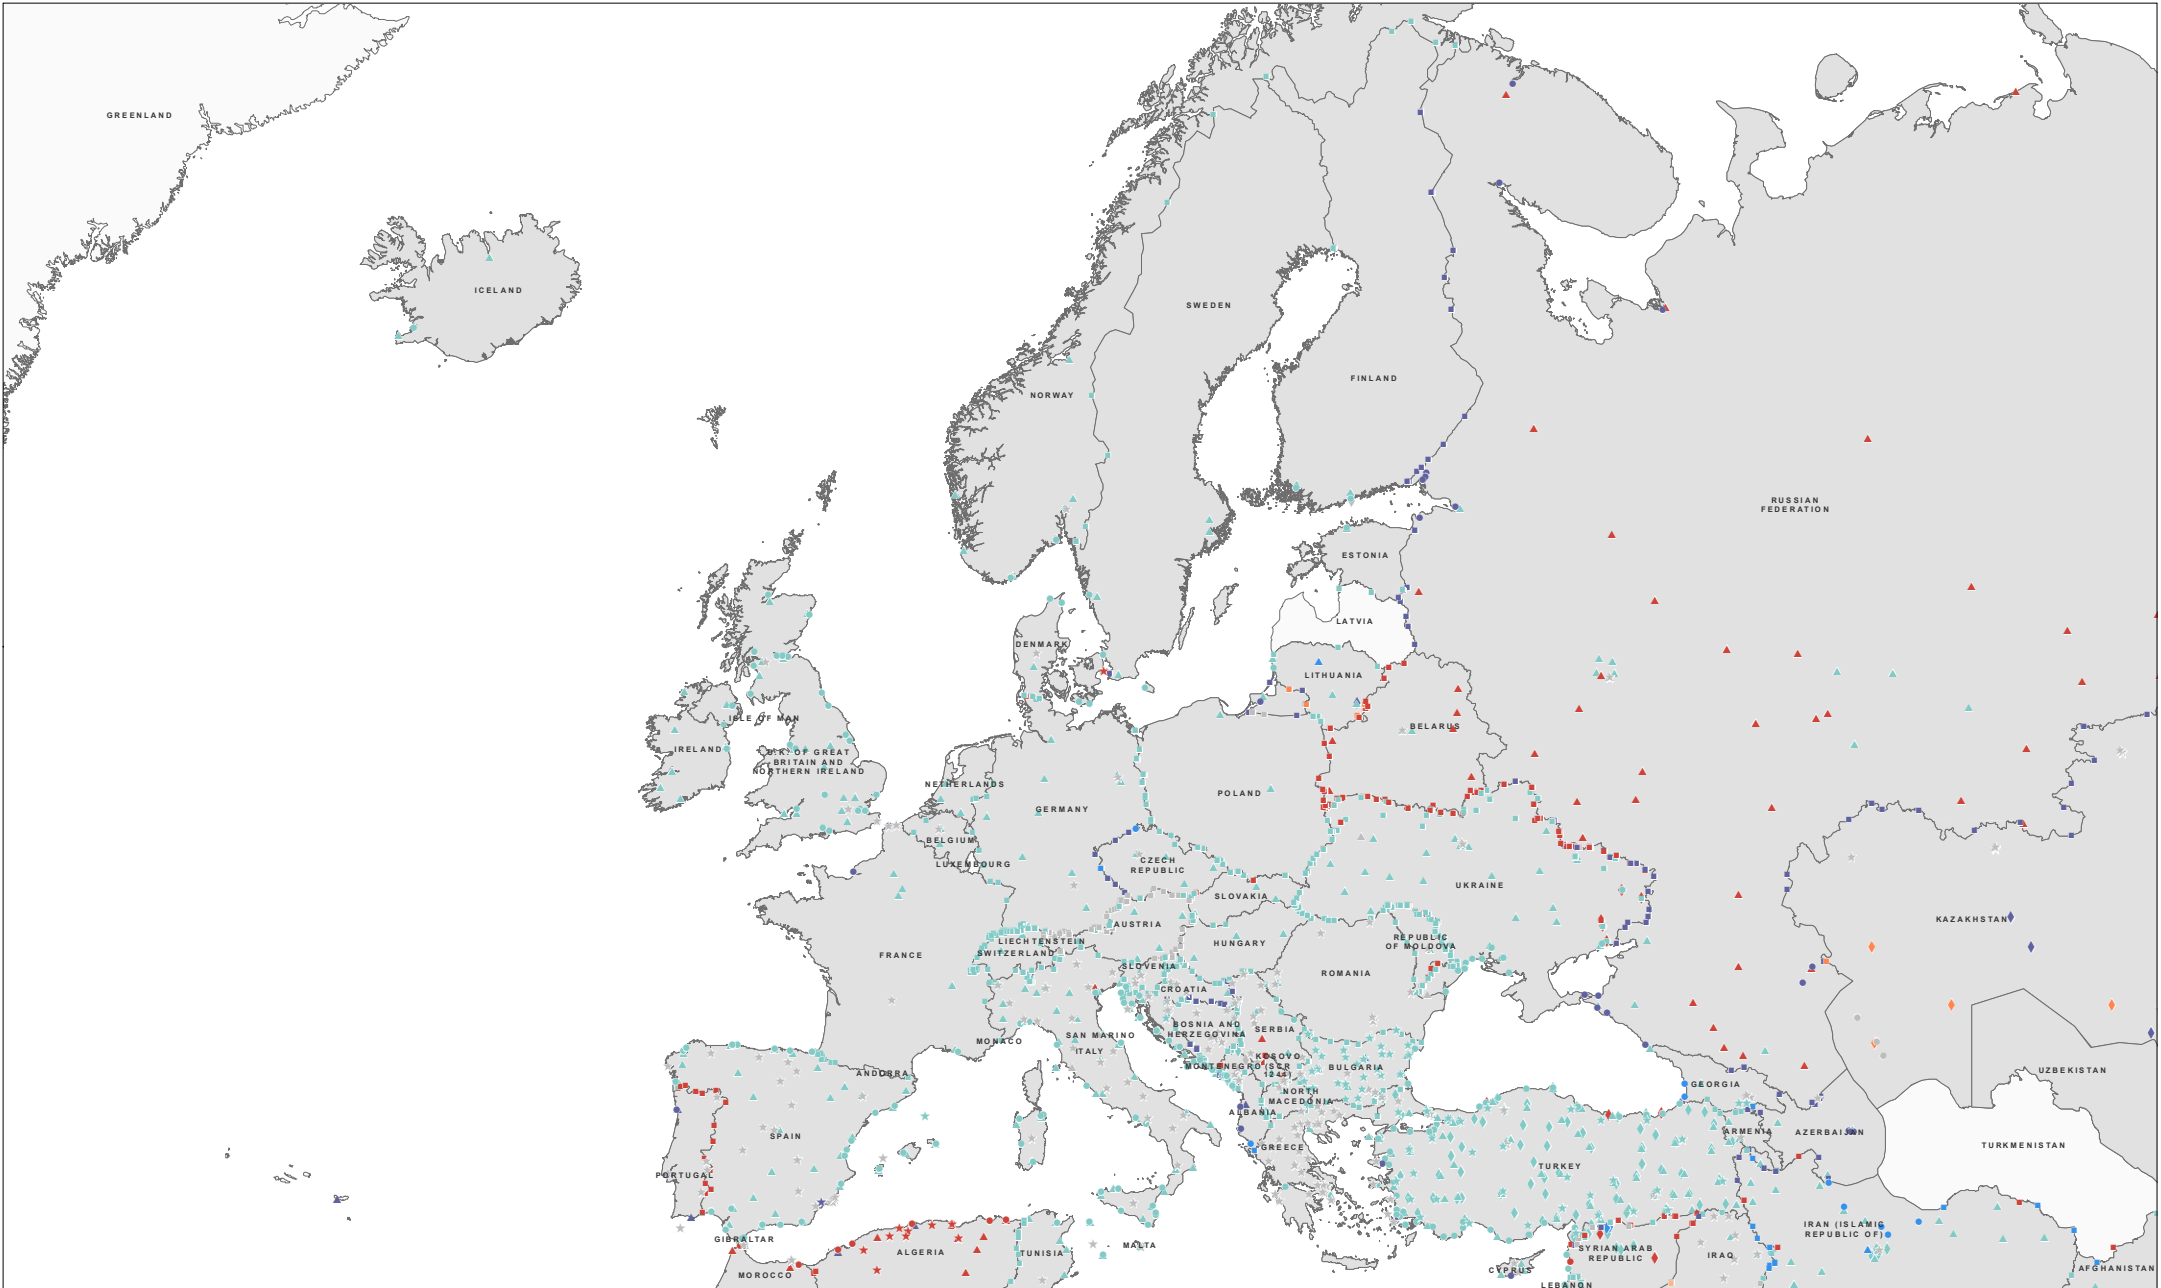 GREENLAND
ICELAND
SWEDEN
FINLAND
NORWAY
RUSSIAN
FEDERATION
ESTONIA
LATVIA
DENMARK
LITHUANIA
ISLE OF MAN
BELARUS
IRELAND
U.K. OF GREAT
BRITAIN AND
NORTHERN IRELAND
NETHERLANDS
POLAND
GERMANY
BELGIUM
LUXEMBOURG
CZECH
REPUBLIC
UKRAINE
SLOVAKIA
KAZAKHSTAN
AUSTRIA
LIECHTENSTEIN
HUNGARY
REPUBLIC
OF MOLDOVA
FRANCE
SWITZERLAND
SLOVENIA
ROMANIA
CROATIA
BOSNIA AND
HERZEGOVINA
SERBIA
SAN MARINO
MONACO
ITALY
KOSOVO
MONTENEGRO
(SCR
1244)
BULGARIA
ANDORRA
UZBEKISTAN
GEORGIA
NORTH
MACEDONIA
ALBANIA
ARMENIA
AZERBAIJAN
SPAIN
GREECE
TURKMENISTAN
TURKEY
PORTUGAL
GIBRALTAR
ALGERIA
TUNISIA
MALTA
SYRIAN ARAB
REPUBLIC
IRAQ
IRAN (ISLAMIC
REPUBLIC OF)
MOROCCO
CYPRUS
LEBANON
AFGHANISTAN